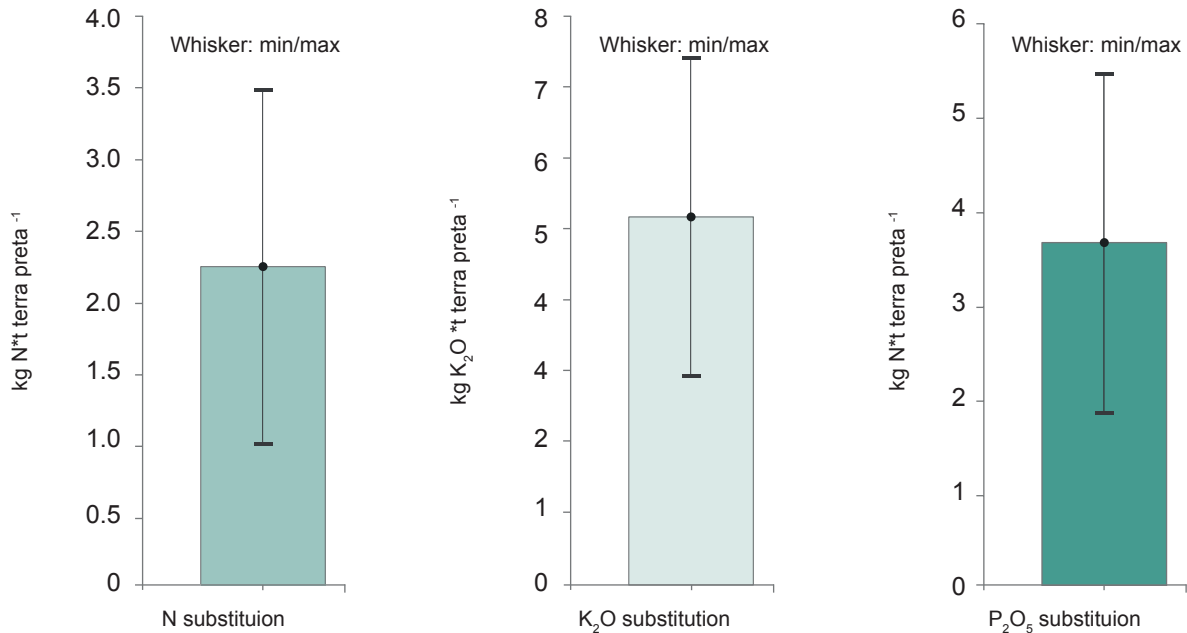 kg N*t terra preta ⁻¹
4.0
3.5
3.0
2.5
2.0
1.5
1.0
0.5
0
Whisker: min/max
N substituion
kg K₂O *t terra preta ⁻¹
8
7
6
5
4
4
2
1
0
Whisker: min/max
K₂O substitution
kg N*t terra preta ⁻¹
6
5
4
3
2
1
0
Whisker: min/max
P₂O₅ substituion